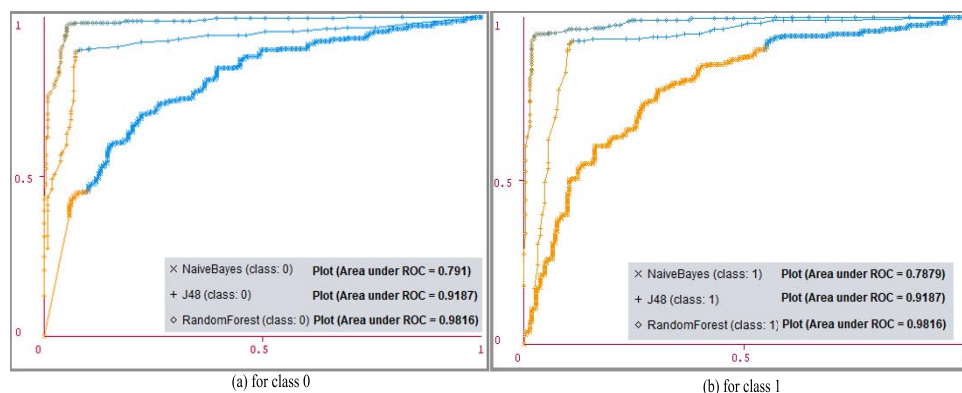 1
0.5
0
0
0.5
1
× NaiveBayes (class: 0) Plot (Area under ROC = 0.791)
+ J48 (class: 0) Plot (Area under ROC = 0.9187)
◇ RandomForest (class: 0) Plot (Area under ROC = 0.9816)
(a) for class 0
1
0.5
0
0
0.5
1
× NaiveBayes (class: 1) Plot (Area under ROC = 0.7879)
+ J48 (class: 1) Plot (Area under ROC = 0.9187)
◇ RandomForest (class: 1) Plot (Area under ROC = 0.9816)
(b) for class 1